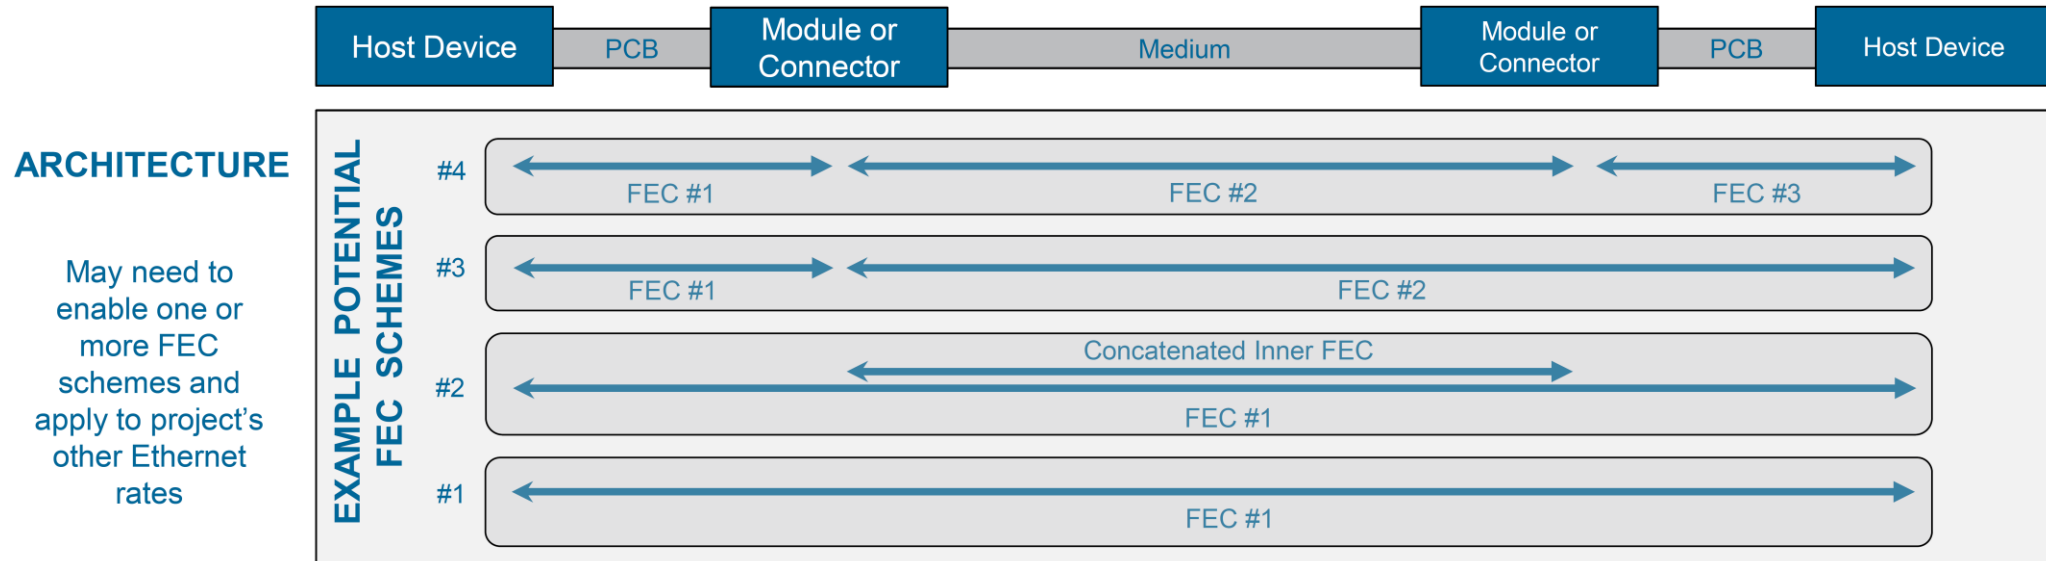 Host Device
PCB
Module or
Connector
Medium
Module or
Connector
PCB
Host Device
ARCHITECTURE
May need to
enable one or
more FEC
schemes and
apply to project’s
other Ethernet
rates
EXAMPLE POTENTIAL
FEC SCHEMES
#4
FEC #1
FEC #2
FEC #3
#3
FEC #1
FEC #2
#2
Concatenated Inner FEC
FEC #1
#1
FEC #1